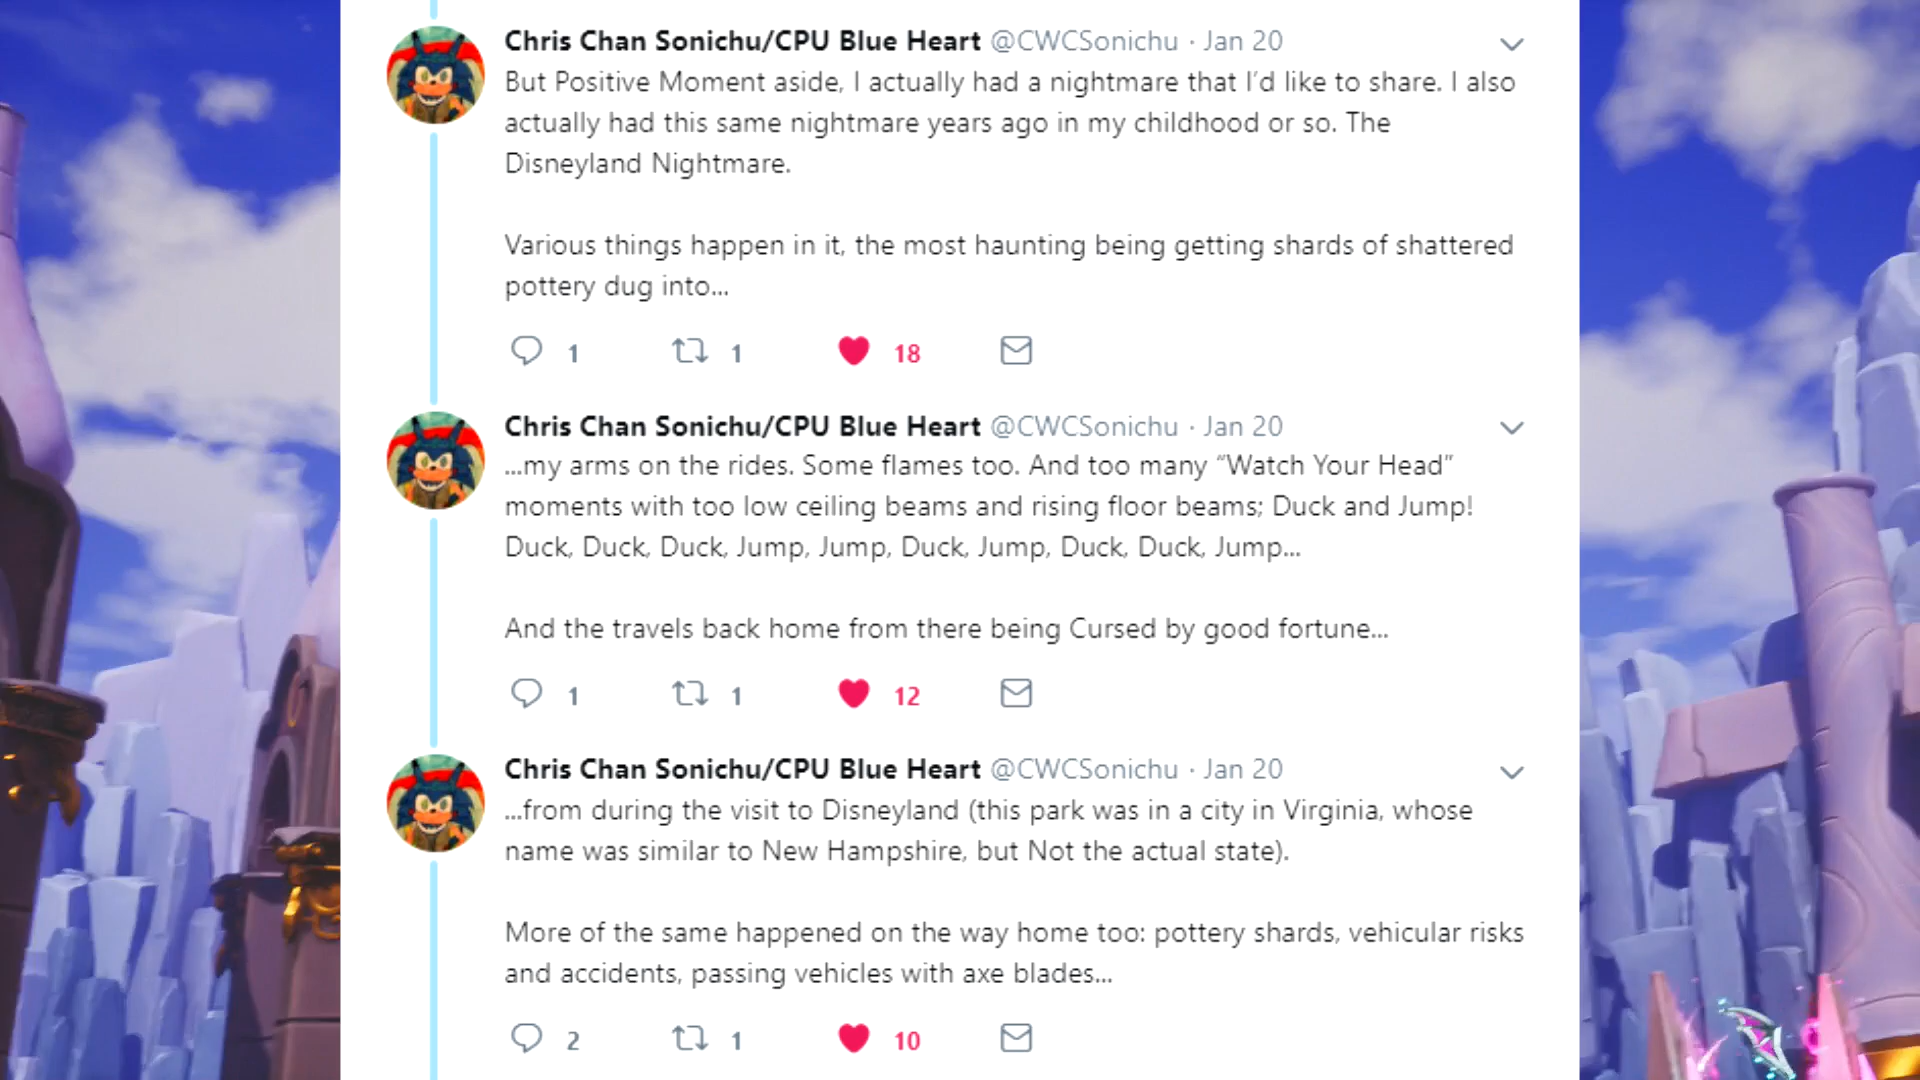 Chris Chan Sonichu/CPU Blue Heart @CWCSonichu · Jan 20
But Positive Moment aside, I actually had a nightmare that I’d like to share. I also
actually had this same nightmare years ago in my childhood or so. The
Disneyland Nightmare.
Various things happen in it, the most haunting being getting shards of shattered
pottery dug into...
1 1 18
Chris Chan Sonichu/CPU Blue Heart @CWCSonichu · Jan 20
...my arms on the rides. Some flames too. And too many “Watch Your Head”
moments with too low ceiling beams and rising floor beams; Duck and Jump!
Duck, Duck, Duck, Jump, Jump, Duck, Jump, Duck, Duck, Jump...
And the travels back home from there being Cursed by good fortune...
1 1 12
Chris Chan Sonichu/CPU Blue Heart @CWCSonichu · Jan 20
...from during the visit to Disneyland (this park was in a city in Virginia, whose
name was similar to New Hampshire, but Not the actual state).
More of the same happened on the way home too: pottery shards, vehicular risks
and accidents, passing vehicles with axe blades...
2 1 10